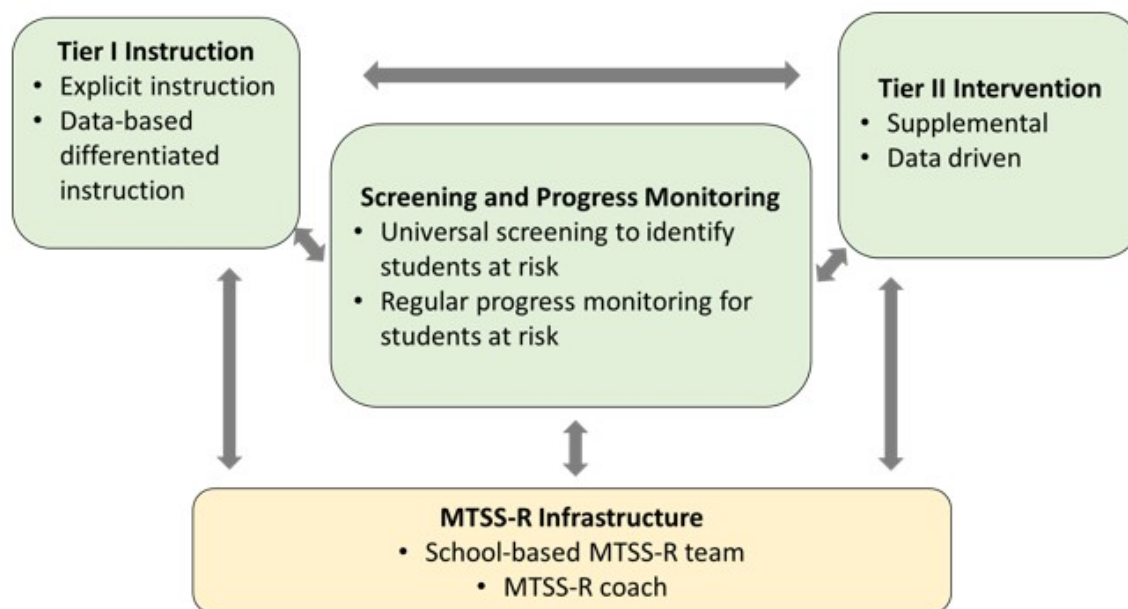 Tier I Instruction
• Explicit instruction
• Data-based
differentiated
instruction
Tier II Intervention
• Supplemental
• Data driven
Screening and Progress Monitoring
• Universal screening to identify
students at risk
• Regular progress monitoring for
students at risk
MTSS-R Infrastructure
• School-based MTSS-R team
• MTSS-R coach